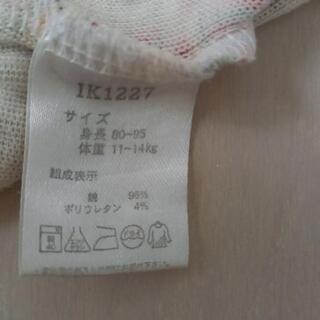 IK1227
サイズ
身長 80~95
体重 11~14kg
組成表示
綿 96%
ポリウレタン 4%